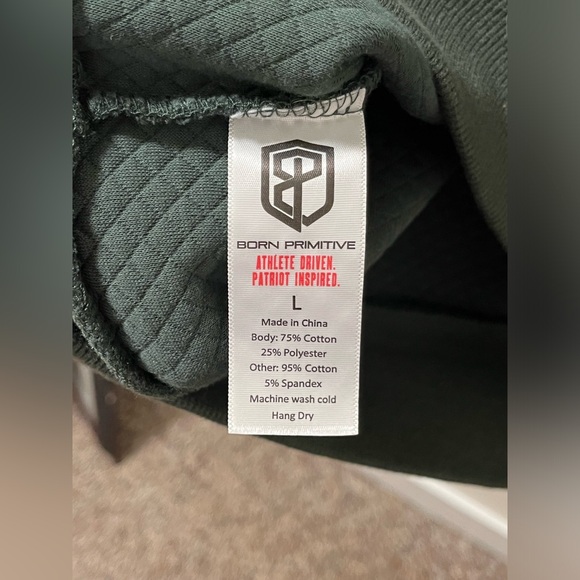 BORN PRIMITIVE
ATHLETE DRIVEN.
PATRIOT INSPIRED.
L
Made in China
Body: 75% Cotton
25% Polyester
Other: 95% Cotton
5% Spandex
Machine wash cold
Hang Dry